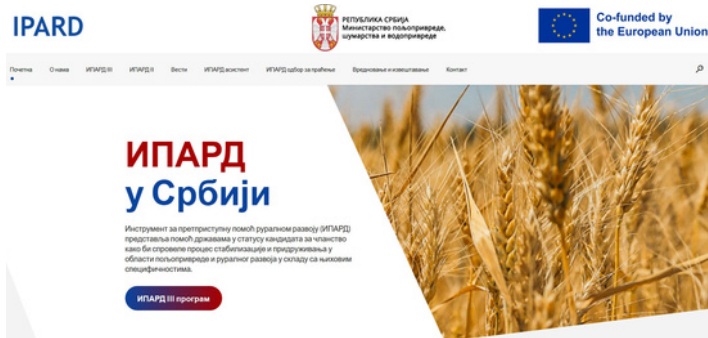 IPARD
РЕПУБЛИКА СРБИЈА
Министарство пољопривреде,
шумарства и водопривреде
Co-funded by
the European Union
Почетна О нама ИПАРД III ИПАРД II Вести ИПАРД асистент ИПАРД одбор за праћење Вредновање и извештавање Контакт
ИПАРД
у Србији
Инструмент за претприступну помоћ руралном развоју (ИПАРД)
представља помоћ државама у статусу кандидата за чланство
како би спровеле процес стабилизације и придруживања у
области пољопривреде и руралног развоја у складу са њиховим
специфичностима.
ИПАРД III програм